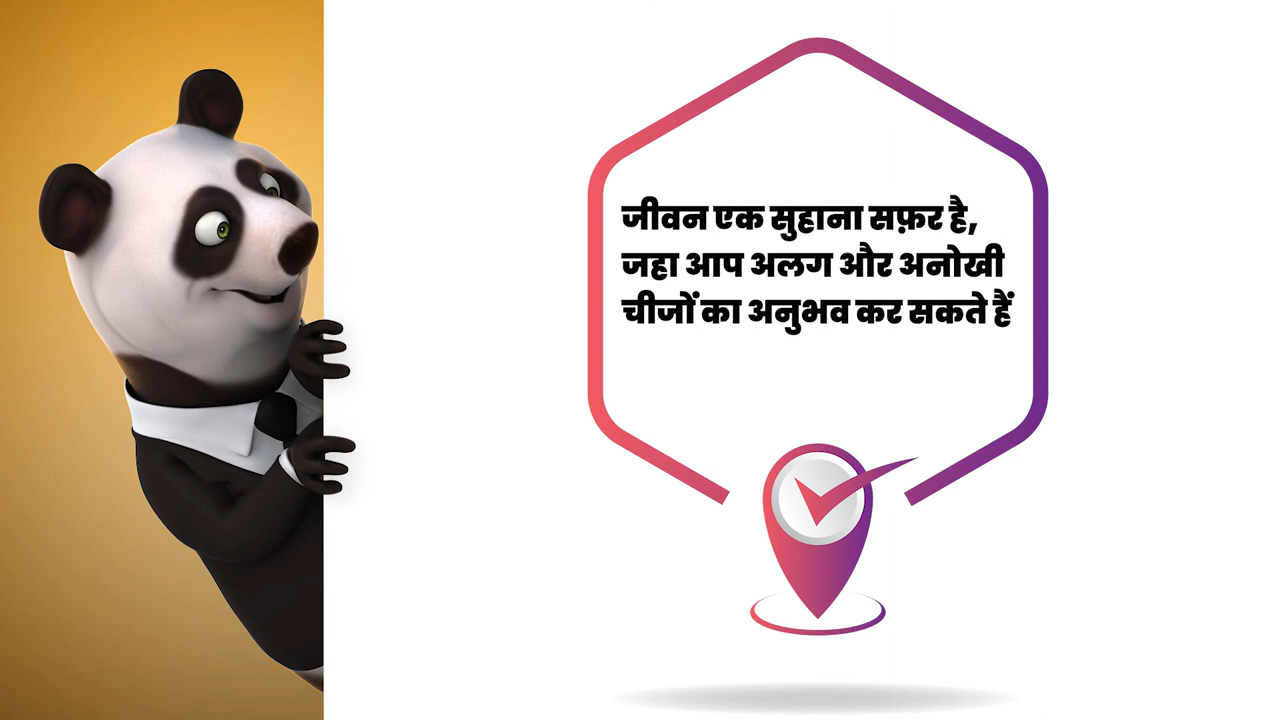 जीवन एक सुहाना सफ़र है,
जहा आप अलग और अनोखी
चीजों का अनुभव कर सकते हैं